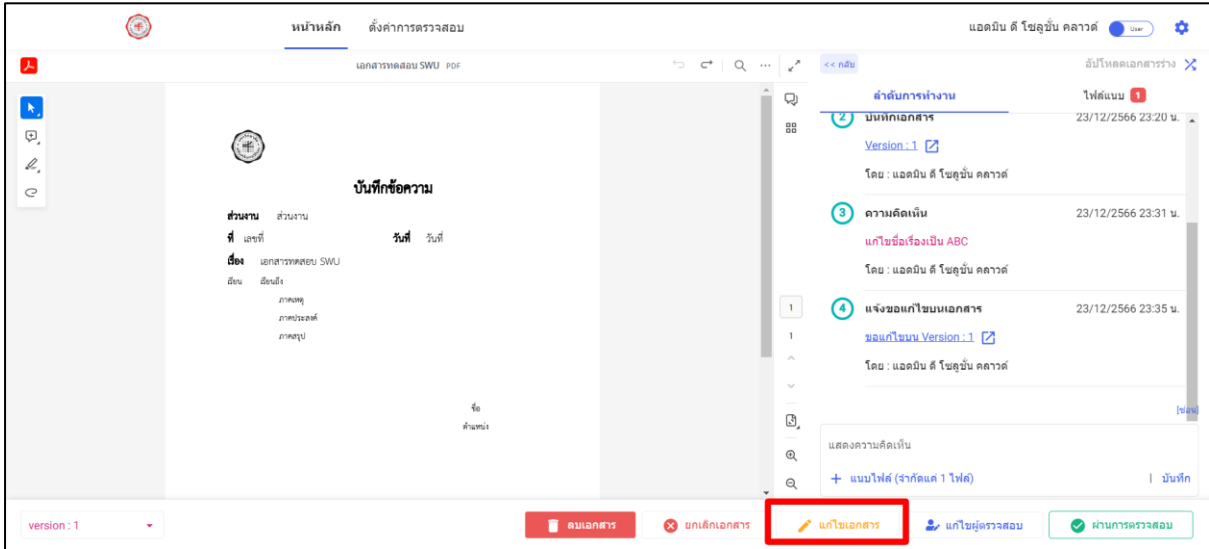 หน้าหลัก ตั้งค่าการตรวจสอบ แอดมิน ดี โซลูชั่น คลาวด์ User
เอกสารทดสอบ SWU PDF
<< กลับ อัปโหลดเอกสารร่าง
ลำดับการทำงาน ไฟล์แนบ 1
2 บันทึกเอกสาร 23/12/2566 23:20 น.
Version : 1
โดย : แอดมิน ดี โซลูชั่น คลาวด์
3 ความคิดเห็น 23/12/2566 23:31 น.
แก้ไขชื่อเรื่องเป็น ABC
โดย : แอดมิน ดี โซลูชั่น คลาวด์
4 แจ้งขอแก้ไขบนเอกสาร 23/12/2566 23:35 น.
ขอแก้ไขบน Version : 1
โดย : แอดมิน ดี โซลูชั่น คลาวด์
[ซ่อน]
แสดงความคิดเห็น
+ แนบไฟล์ (จำกัดแค่ 1 ไฟล์) | บันทึก
บันทึกข้อความ
ส่วนงาน ส่วนงาน
ที่ เลขที่ วันที่ วันที่
เรื่อง เอกสารทดสอบ SWU
เรียน เรียนถึง
ภาคเหตุ
ภาคประสงค์
ภาคสรุป
ชื่อ
ตำแหน่ง
1
1
version : 1 ลบเอกสาร ยกเลิกเอกสาร แก้ไขเอกสาร แก้ไขผู้ตรวจสอบ ผ่านการตรวจสอบ